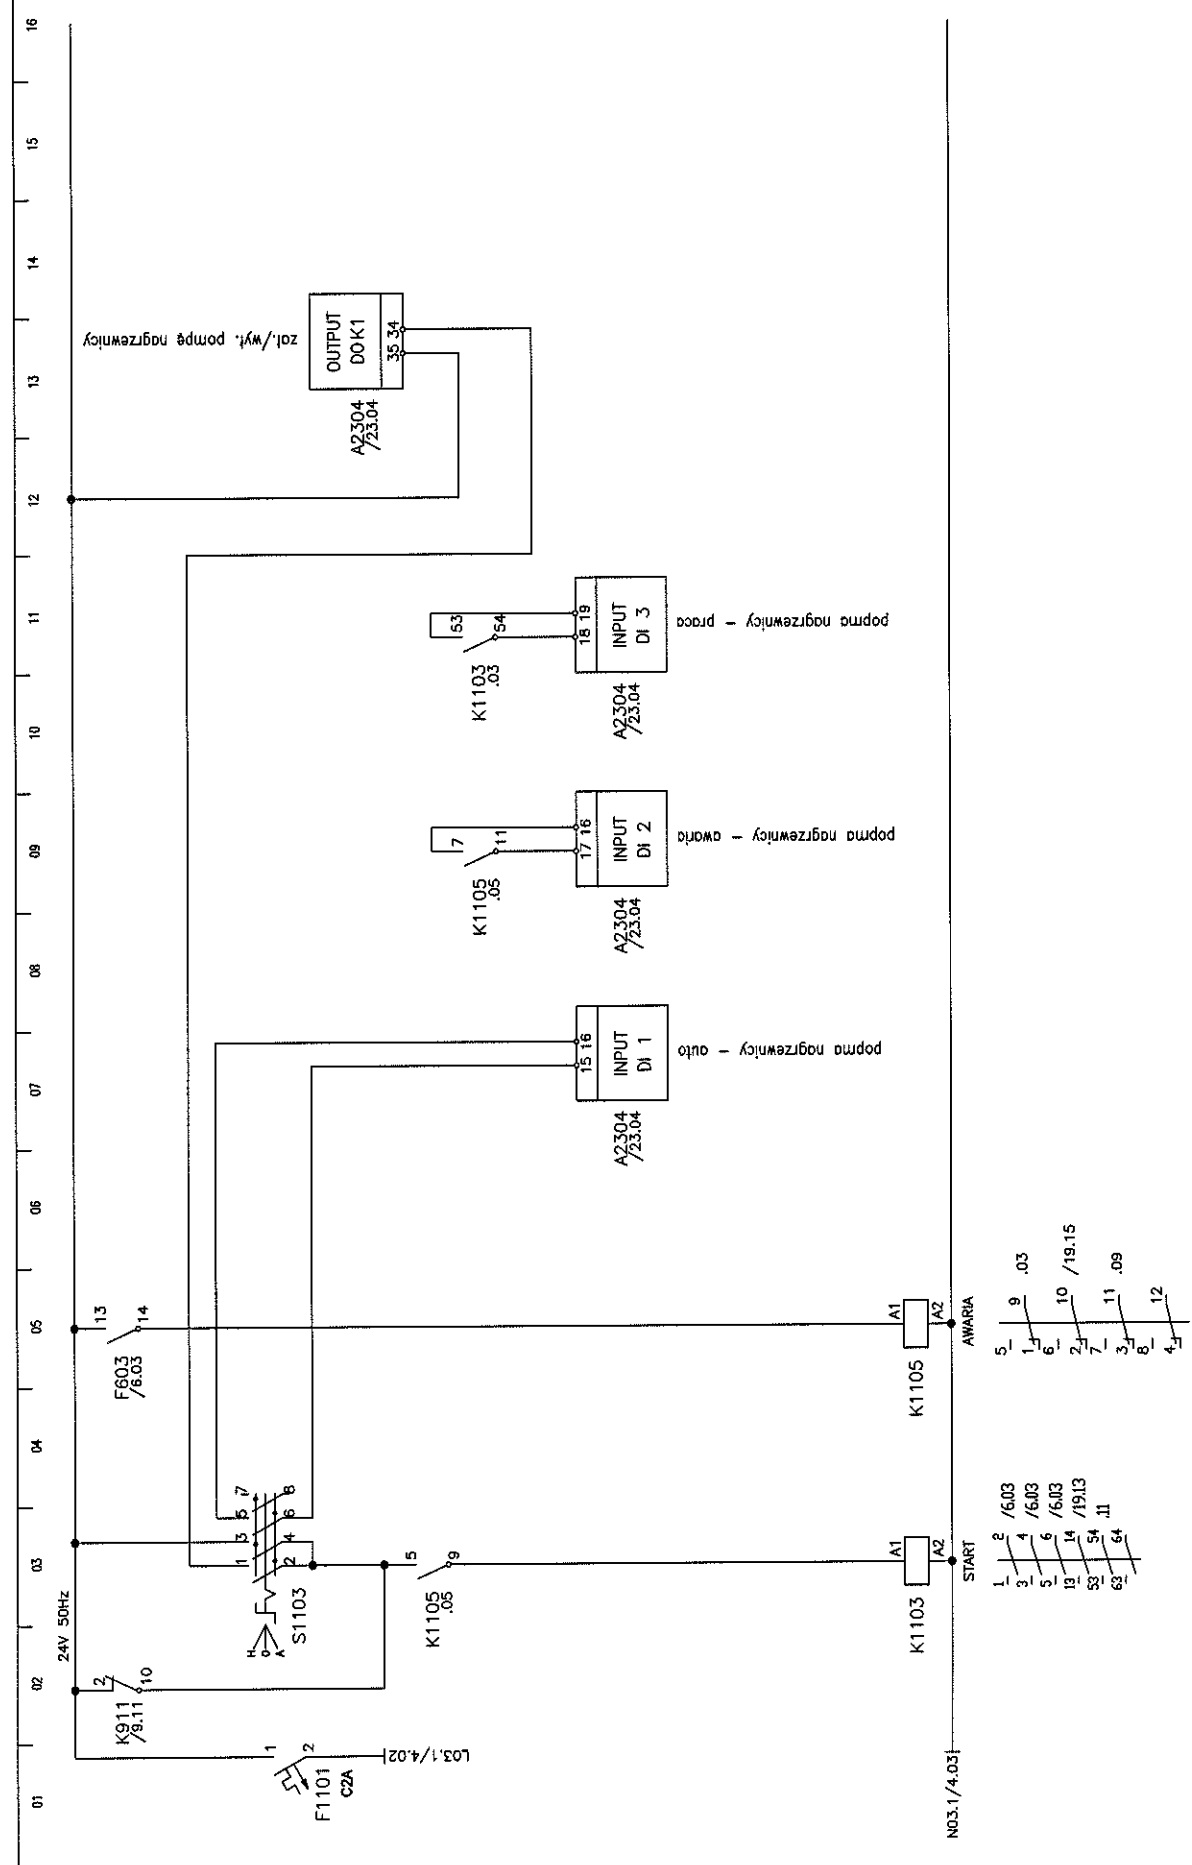 01
02
03
04
05
06
07
08
09
10
11
12
13
14
15
16
24V 50Hz
F1101
C2A
1
2
L03.1/4.02
K911
/9.11
2
10
S1103
H
O
A
1
2
3
4
5
6
7
8
K1105
.05
5
9
K1103
A1
A2
START
1
2
/6.03
3
4
/6.03
5
6
/6.03
13
14
/19.13
53
54
.11
63
64
N03.1/4.03
F603
/6.03
13
14
K1105
A1
A2
AWARIA
5
1
9
.03
6
2
10
/19.15
7
3
11
.09
8
4
12
A2304
/23.04
15 16
INPUT
DI 1
popma nagrzewnicy – auto
K1105
.05
7
11
A2304
/23.04
17 16
INPUT
DI 2
popma nagrzewnicy – awaria
K1103
.03
53
54
A2304
/23.04
18 19
INPUT
DI 3
popma nagrzewnicy – praca
A2304
/23.04
OUTPUT
DOK1
35 34
zał./wył. pompę nagrzewnicy